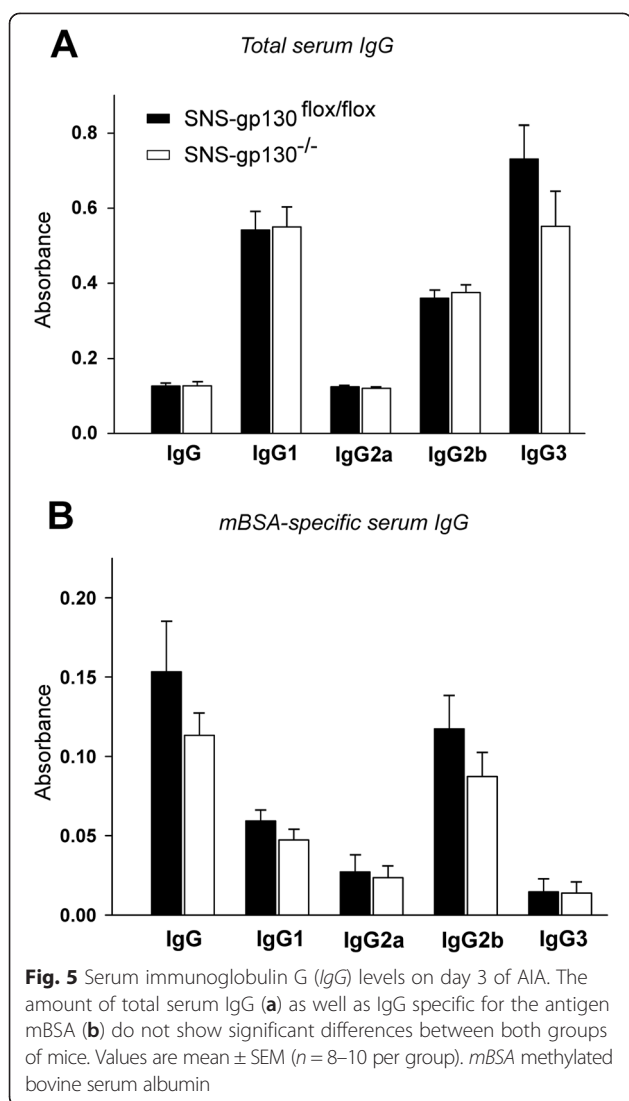 A
Total serum IgG
SNS-gp130 flox/flox
SNS-gp130 -/-
Absorbance
0.8
0.6
0.4
0.2
0.0
IgG IgG1 IgG2a IgG2b IgG3
B
mBSA-specific serum IgG
Absorbance
0.20
0.15
0.10
0.05
0.00
IgG IgG1 IgG2a IgG2b IgG3
Fig. 5 Serum immunoglobulin G (IgG) levels on day 3 of AIA. The
amount of total serum IgG (a) as well as IgG specific for the antigen
mBSA (b) do not show significant differences between both groups
of mice. Values are mean ± SEM (n = 8–10 per group). mBSA methylated
bovine serum albumin